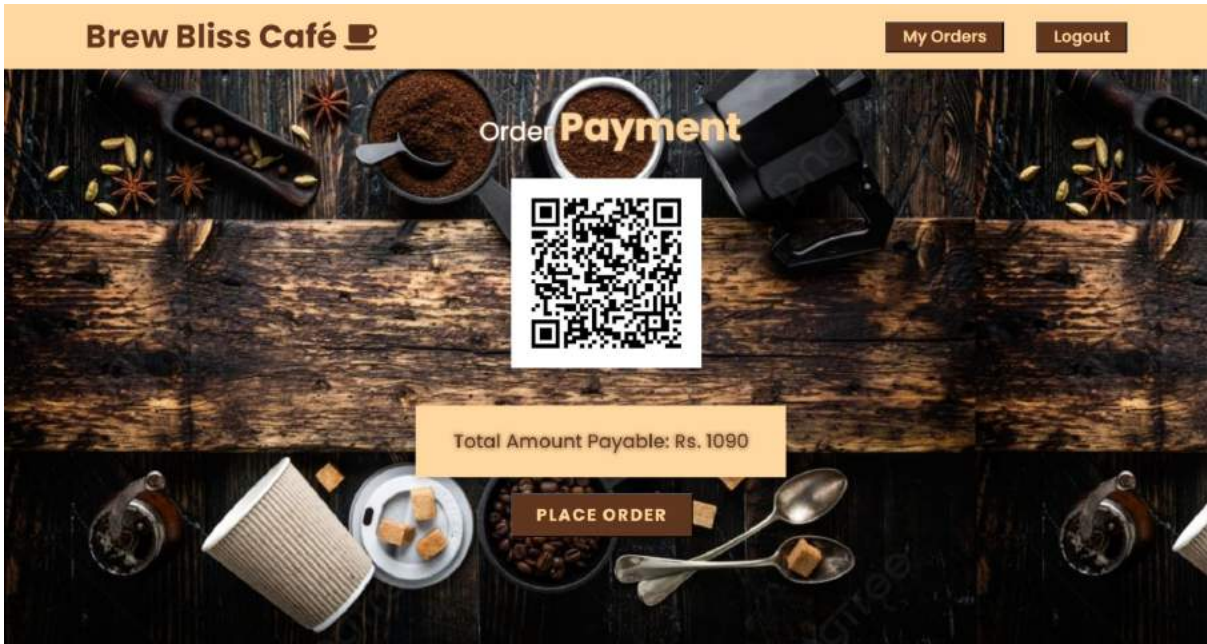 Brew Bliss Café
My Orders
Logout
Order Payment
Total Amount Payable: Rs. 1090
PLACE ORDER